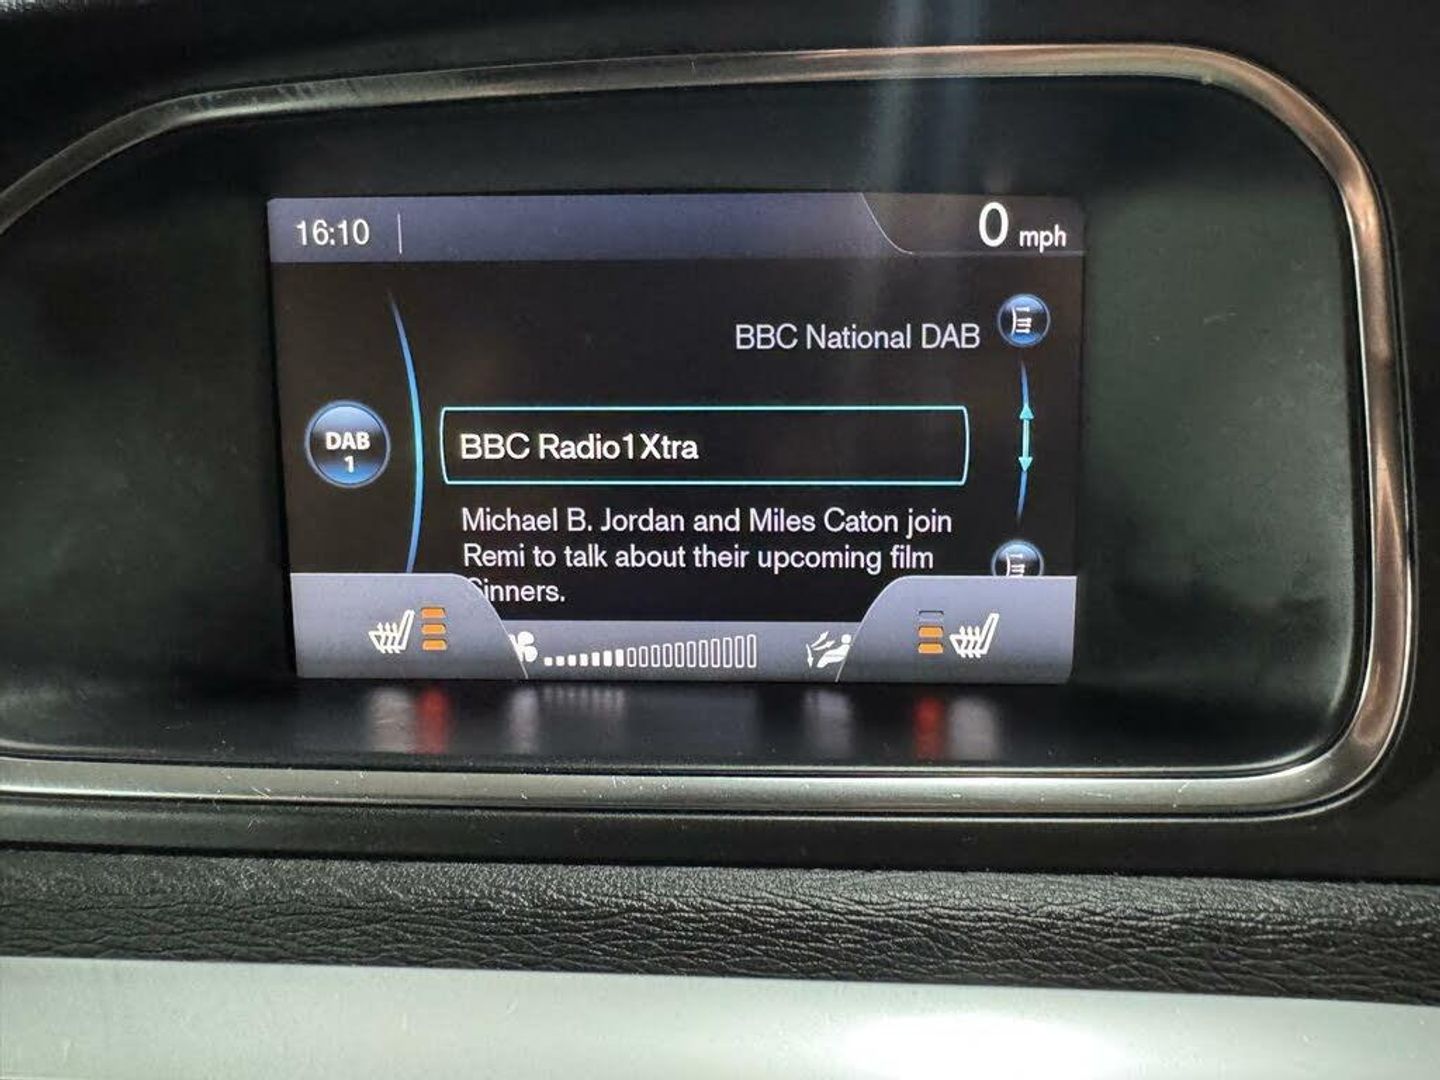 16:10
0 mph
BBC National DAB
DAB
1
BBC Radio1Xtra
Michael B. Jordan and Miles Caton join
Remi to talk about their upcoming film
Sinners.